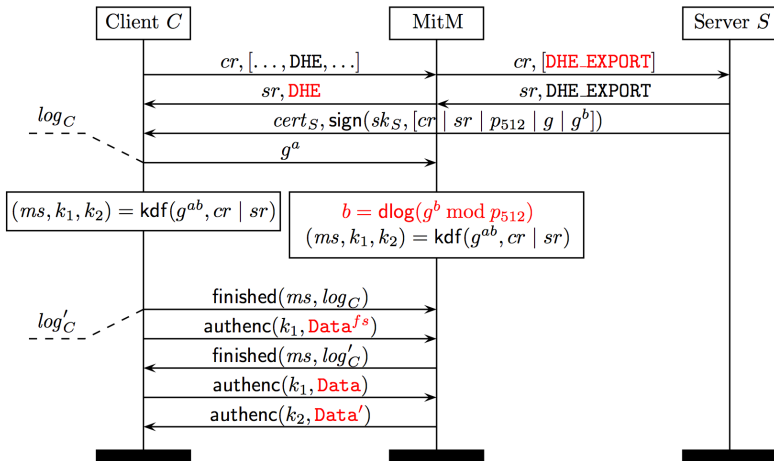 Client C MitM Server S
cr, [..., DHE, ...] cr, [DHE_EXPORT]
sr, DHE sr, DHE_EXPORT
log_C cert_S, sign(sk_S, [cr | sr | p_512 | g | g^b])
g^a
(ms, k_1, k_2) = kdf(g^{ab}, cr | sr) b = dlog(g^b mod p_512)
(ms, k_1, k_2) = kdf(g^{ab}, cr | sr)
finished(ms, log_C)
log'_C authenc(k_1, Data^{fs})
finished(ms, log'_C)
authenc(k_1, Data)
authenc(k_2, Data')